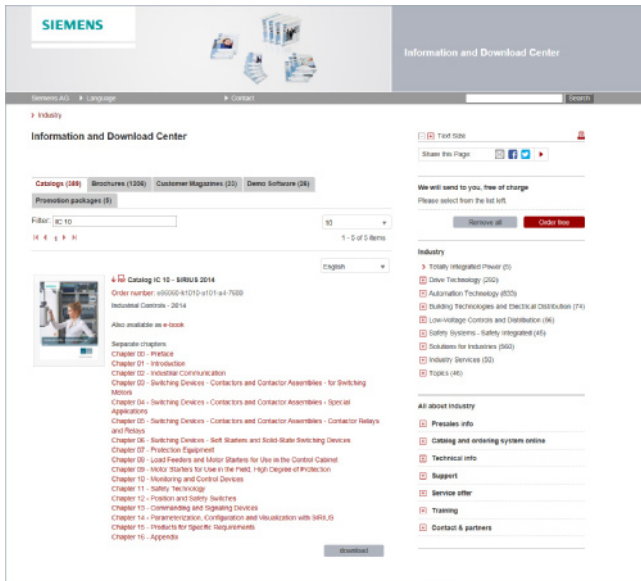 SIEMENS
Information and Download Center
Siemens AG
Language
Contact
Search
Industry
Information and Download Center
Text Size
Share this Page
Catalogs (389)
Brochures (1206)
Customer Magazines (23)
Demo Software (26)
Promotion packages (5)
We will send to you, free of charge
Please select from the list left.
Remove all
Order free
Filter: IC 10
10
1
1 - 5 of 5 items
English
Catalog IC 10 - SIRIUS 2014
Order number:
Industrial Controls - 2014
Also available as e-book
Separate chapters
Chapter 00 - Preface
Chapter 01 - Introduction
Chapter 02 - Industrial Communication
Chapter 03 - Switching Devices - Contactors and Contactor Assemblies - for Switching
Motors
Chapter 04 - Switching Devices - Contactors and Contactor Assemblies - Special
Applications
Chapter 05 - Switching Devices - Contactors and Contactor Assemblies - Contactor Relays
and Relays
Chapter 06 - Switching Devices - Soft Starters and Solid-State Switching Devices
Chapter 07 - Protection Equipment
Chapter 08 - Load Feeders and Motor Starters for Use in the Control Cabinet
Chapter 09 - Motor Starters for Use in the Field, High Degree of Protection
Chapter 10 - Monitoring and Control Devices
Chapter 11 - Safety Technology
Chapter 12 - Position and Safety Switches
Chapter 13 - Commanding and Signaling Devices
Chapter 14 - Parameterization, Configuration and Visualization with SIRIUS
Chapter 15 - Products for Specific Requirements
Chapter 16 - Appendix
download
Industry
Totally Integrated Power (5)
Drive Technology (292)
Automation Technology (833)
Building Technologies and Electrical Distribution (74)
Low-Voltage Controls and Distribution (96)
Safety Systems - Safety Integrated (45)
Solutions for Industries (560)
Industry Services (50)
Topics (46)
All about Industry
Presales info
Catalog and ordering system online
Technical info
Support
Service offer
Training
Contact & partners